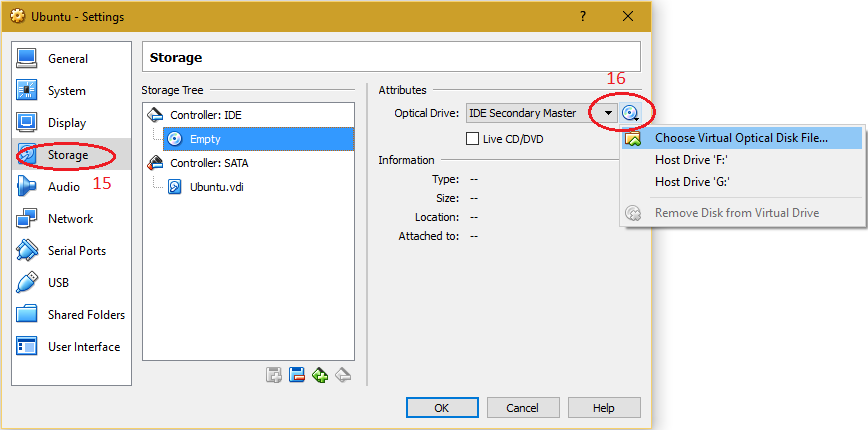 Ubuntu - Settings
?
General
System
Display
Storage
Audio
15
Network
Serial Ports
USB
Shared Folders
User Interface
Storage
Storage Tree
Controller: IDE
Empty
Controller: SATA
Ubuntu.vdi
Attributes
16
Optical Drive: IDE Secondary Master
Live CD/DVD
Information
Type: --
Size: --
Location: --
Attached to: --
Choose Virtual Optical Disk File...
Host Drive 'F:'
Host Drive 'G:'
Remove Disk from Virtual Drive
OK
Cancel
Help